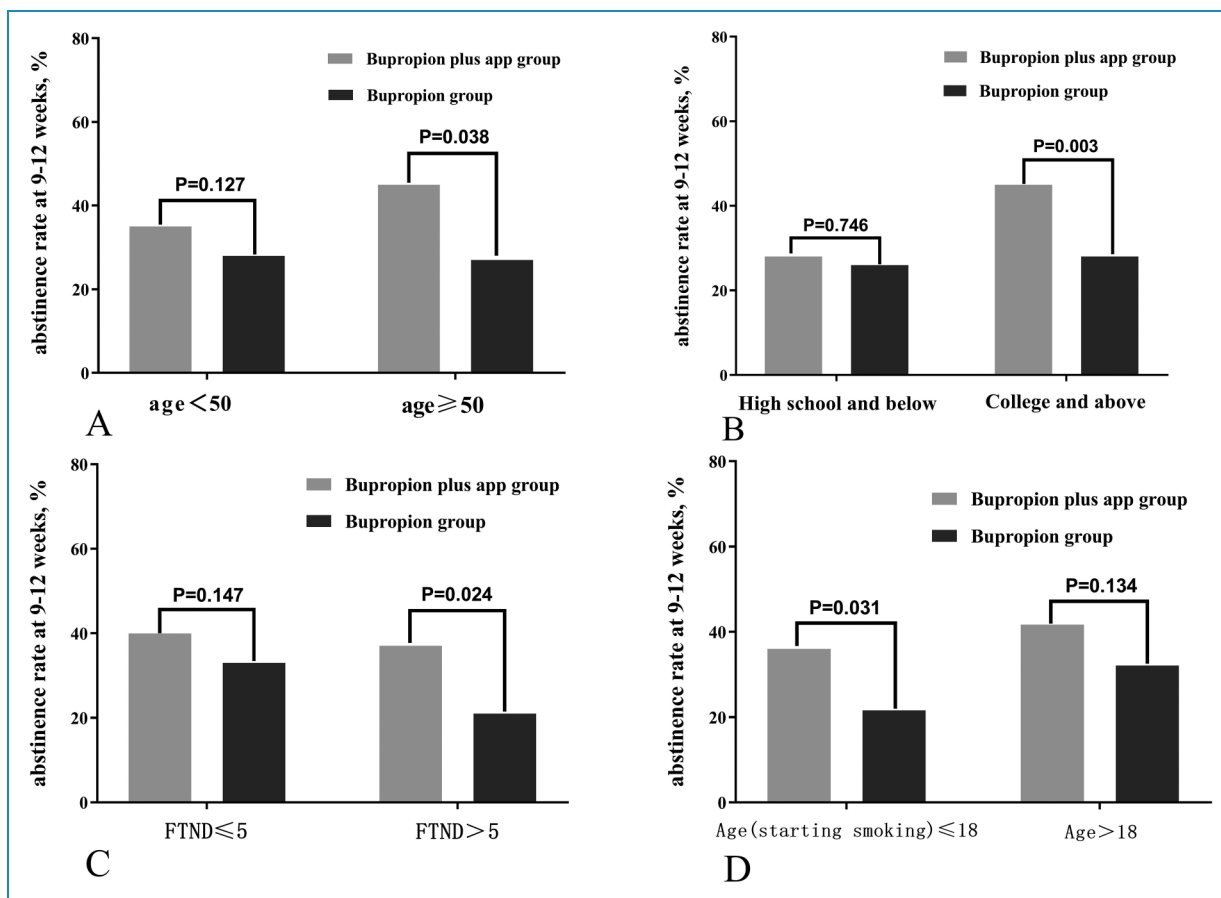 80
60
40
20
0
abstinence rate at 9-12 weeks, %
Bupropion plus app group
Bupropion group
P=0.127
P=0.038
age<50
age≥50
A
80
60
40
20
0
abstinence rate at 9-12 weeks, %
Bupropion plus app group
Bupropion group
P=0.746
P=0.003
High school and below
College and above
B
80
60
40
20
0
abstinence rate at 9-12 weeks, %
Bupropion plus app group
Bupropion group
P=0.147
P=0.024
FTND≤5
FTND>5
C
80
60
40
20
0
abstinence rate at 9-12 weeks, %
Bupropion plus app group
Bupropion group
P=0.031
P=0.134
Age(starting smoking)≤18
Age>18
D